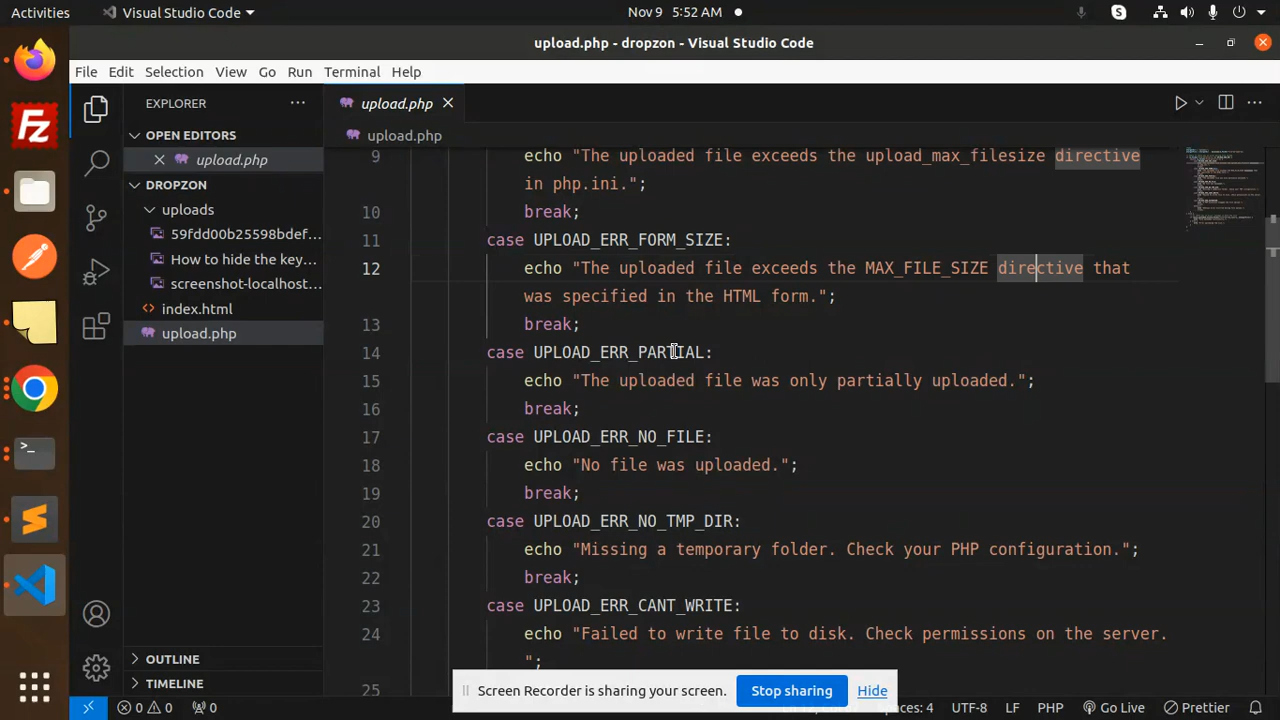 Activities Visual Studio Code Nov 9 5:52 AM
upload.php - dropzon - Visual Studio Code
File Edit Selection View Go Run Terminal Help
EXPLORER
OPEN EDITORS
upload.php
DROPZON
uploads
59fdd00b25598bdef...
How to hide the key...
screenshot-localhost...
index.html
upload.php
OUTLINE
TIMELINE
upload.php
upload.php
9 echo "The uploaded file exceeds the upload_max_filesize directive
in php.ini.";
10 break;
11 case UPLOAD_ERR_FORM_SIZE:
12 echo "The uploaded file exceeds the MAX_FILE_SIZE directive that
was specified in the HTML form.";
13 break;
14 case UPLOAD_ERR_PARTIAL:
15 echo "The uploaded file was only partially uploaded.";
16 break;
17 case UPLOAD_ERR_NO_FILE:
18 echo "No file was uploaded.";
19 break;
20 case UPLOAD_ERR_NO_TMP_DIR:
21 echo "Missing a temporary folder. Check your PHP configuration.";
22 break;
23 case UPLOAD_ERR_CANT_WRITE:
24 echo "Failed to write file to disk. Check permissions on the server.
";
25
Screen Recorder is sharing your screen. Stop sharing Hide
0 0 0 Spaces: 4 UTF-8 LF PHP Go Live Prettier